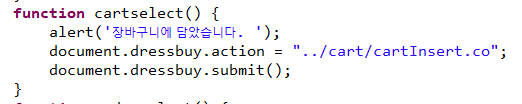 function cartselect() {
alert('장바구니에 담았습니다. ');
document.dressbuy.action = "../cart/cartInsert.co";
document.dressbuy.submit();
}